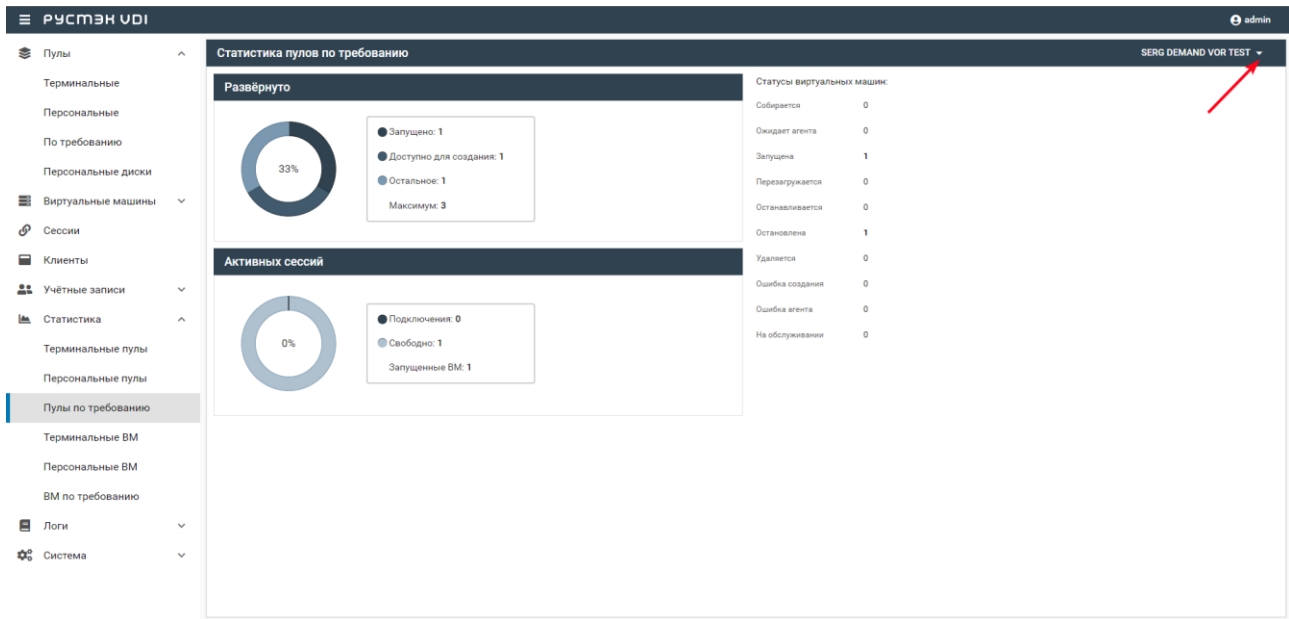 РУСТЭК VDI
admin
Пулы
Терминальные
Персональные
По требованию
Персональные диски
Виртуальные машины
Сессии
Клиенты
Учётные записи
Статистика
Терминальные пулы
Персональные пулы
Пулы по требованию
Терминальные ВМ
Персональные ВМ
ВМ по требованию
Логи
Система
Статистика пулов по требованию
SERG DEMAND VOR TEST
Развёрнуто
33%
Запущено: 1
Доступно для создания: 1
Остальное: 1
Максимум: 3
Активных сессий
0%
Подключения: 0
Свободно: 1
Запущенные ВМ: 1
Статусы виртуальных машин:
Собирается 0
Ожидает агента 0
Запущена 1
Перезагружается 0
Останавливается 0
Остановлена 1
Удаляется 0
Ошибка создания 0
Ошибка агента 0
На обслуживании 0